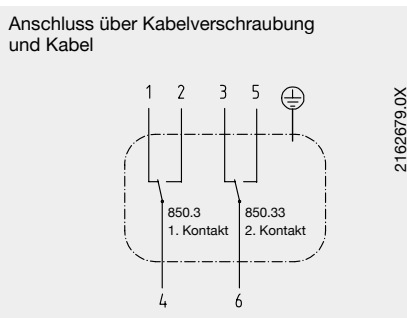 Anschluss über Kabelverschraubung
und Kabel
1 2 3 5
850.3 850.33
1. Kontakt 2. Kontakt
4 6
2162679.0X